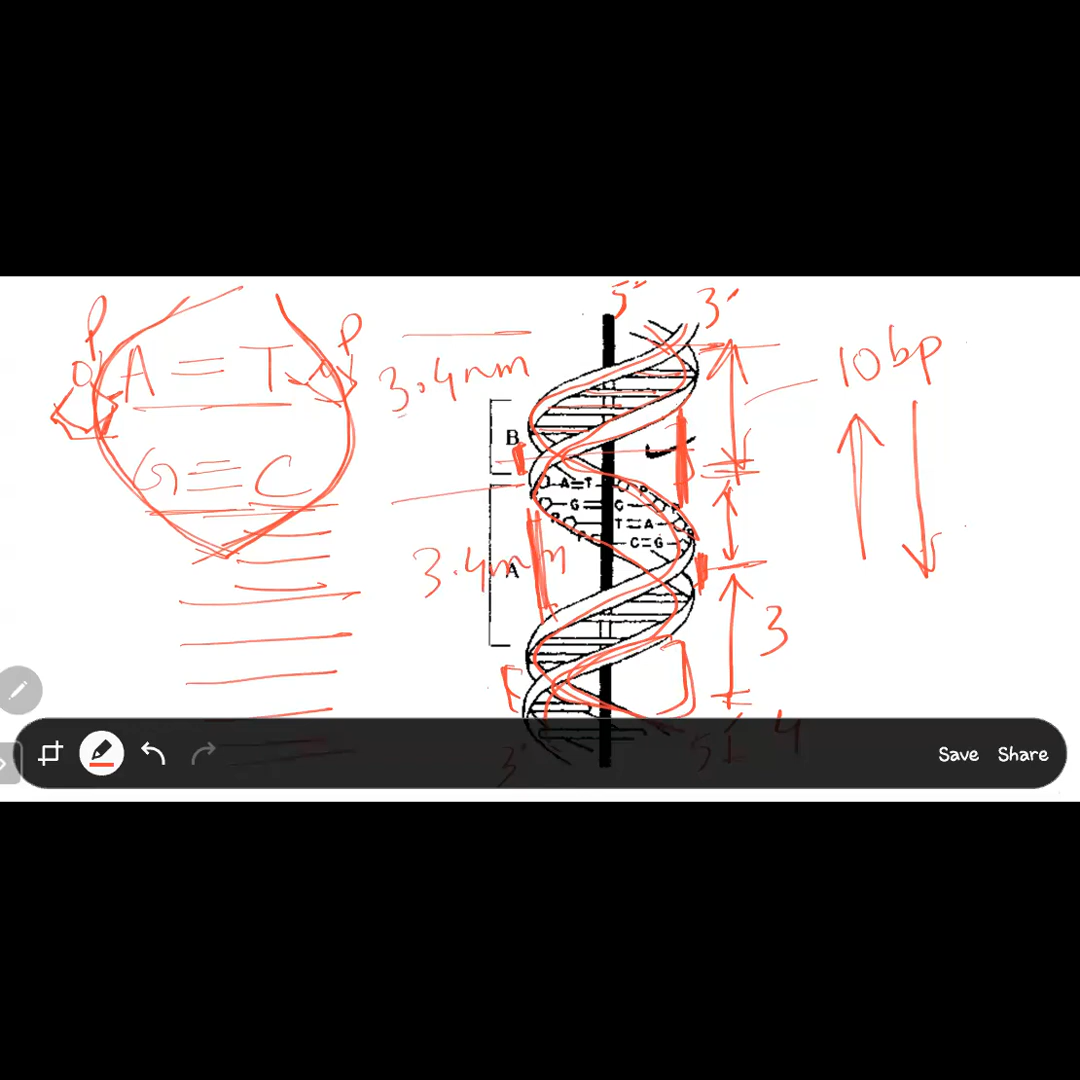 5' 3'
P P
A = T
3.4nm
10bp
B
G ≡ C
A=T P
G C
P T=A
C=G
3.4nm
A
3
3' 5' 4
Save Share